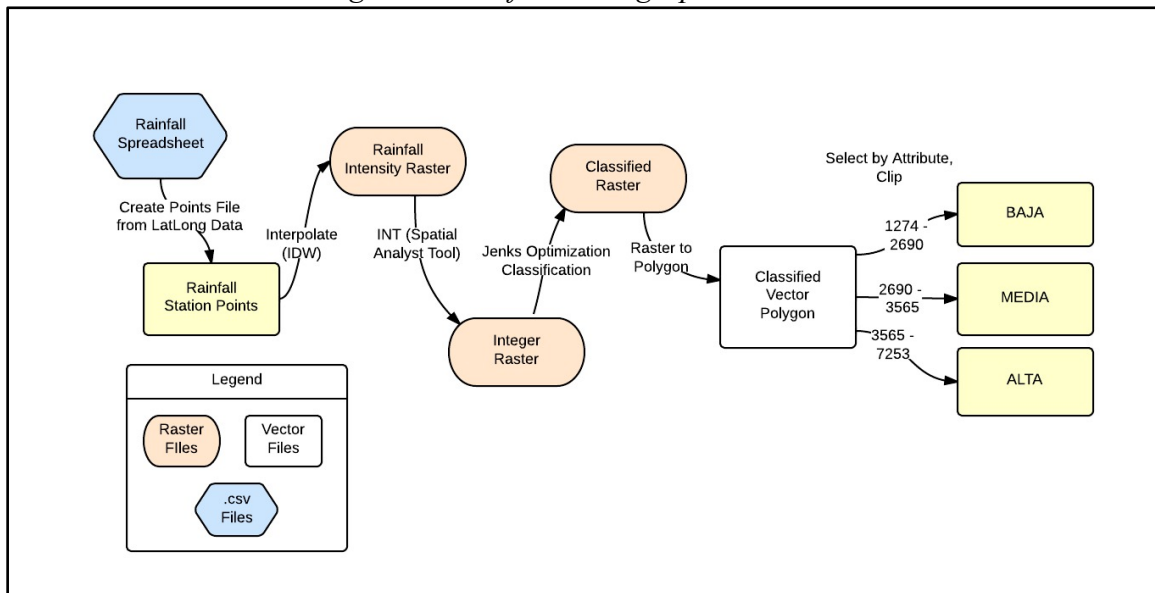 Rainfall
Spreadsheet
Create Points File
from LatLong Data
Rainfall
Station Points
Interpolate
(IDW)
Rainfall
Intensity Raster
INT (Spatial
Analyst Tool)
Integer
Raster
Jenks Optimization
Classification
Classified
Raster
Raster to
Polygon
Classified
Vector
Polygon
Select by Attribute,
Clip
1274 -
2690
BAJA
2690 -
3565
MEDIA
3565 -
7253
ALTA
Legend
Raster
FIles
Vector
Files
.csv
Files